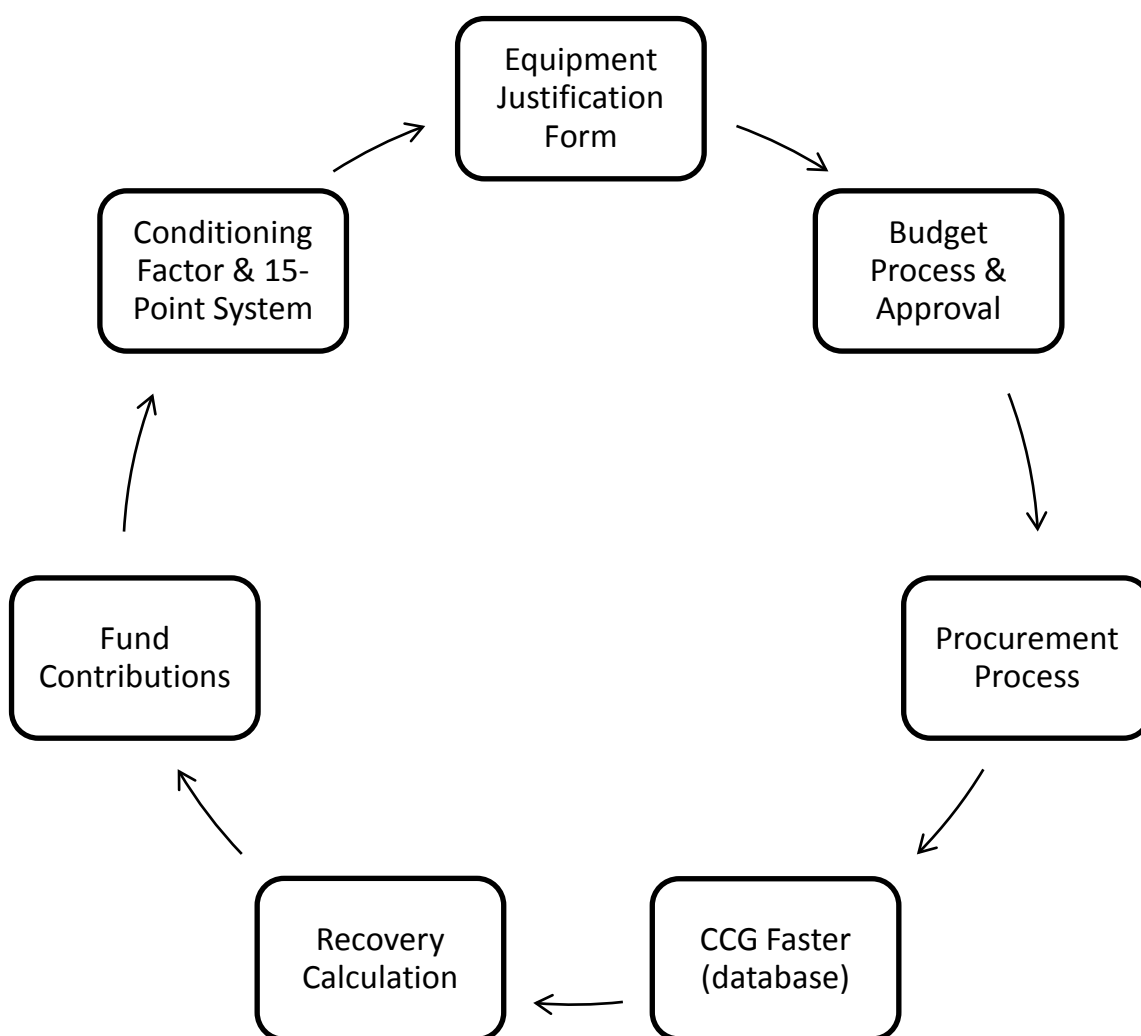 Equipment
Justification
Form
Budget
Process &
Approval
Procurement
Process
CCG Faster
(database)
Recovery
Calculation
Fund
Contributions
Conditioning
Factor & 15-
Point System